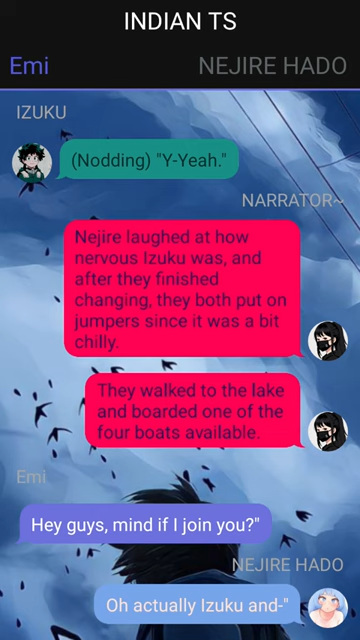 INDIAN TS
Emi
NEJIRE HADO
IZUKU
(Nodding) "Y-Yeah."
NARRATOR~
Nejire laughed at how
nervous Izuku was, and
after they finished
changing, they both put on
jumpers since it was a bit
chilly.
They walked to the lake
and boarded one of the
four boats available.
Emi
Hey guys, mind if I join you?"
NEJIRE HADO
Oh actually Izuku and-"